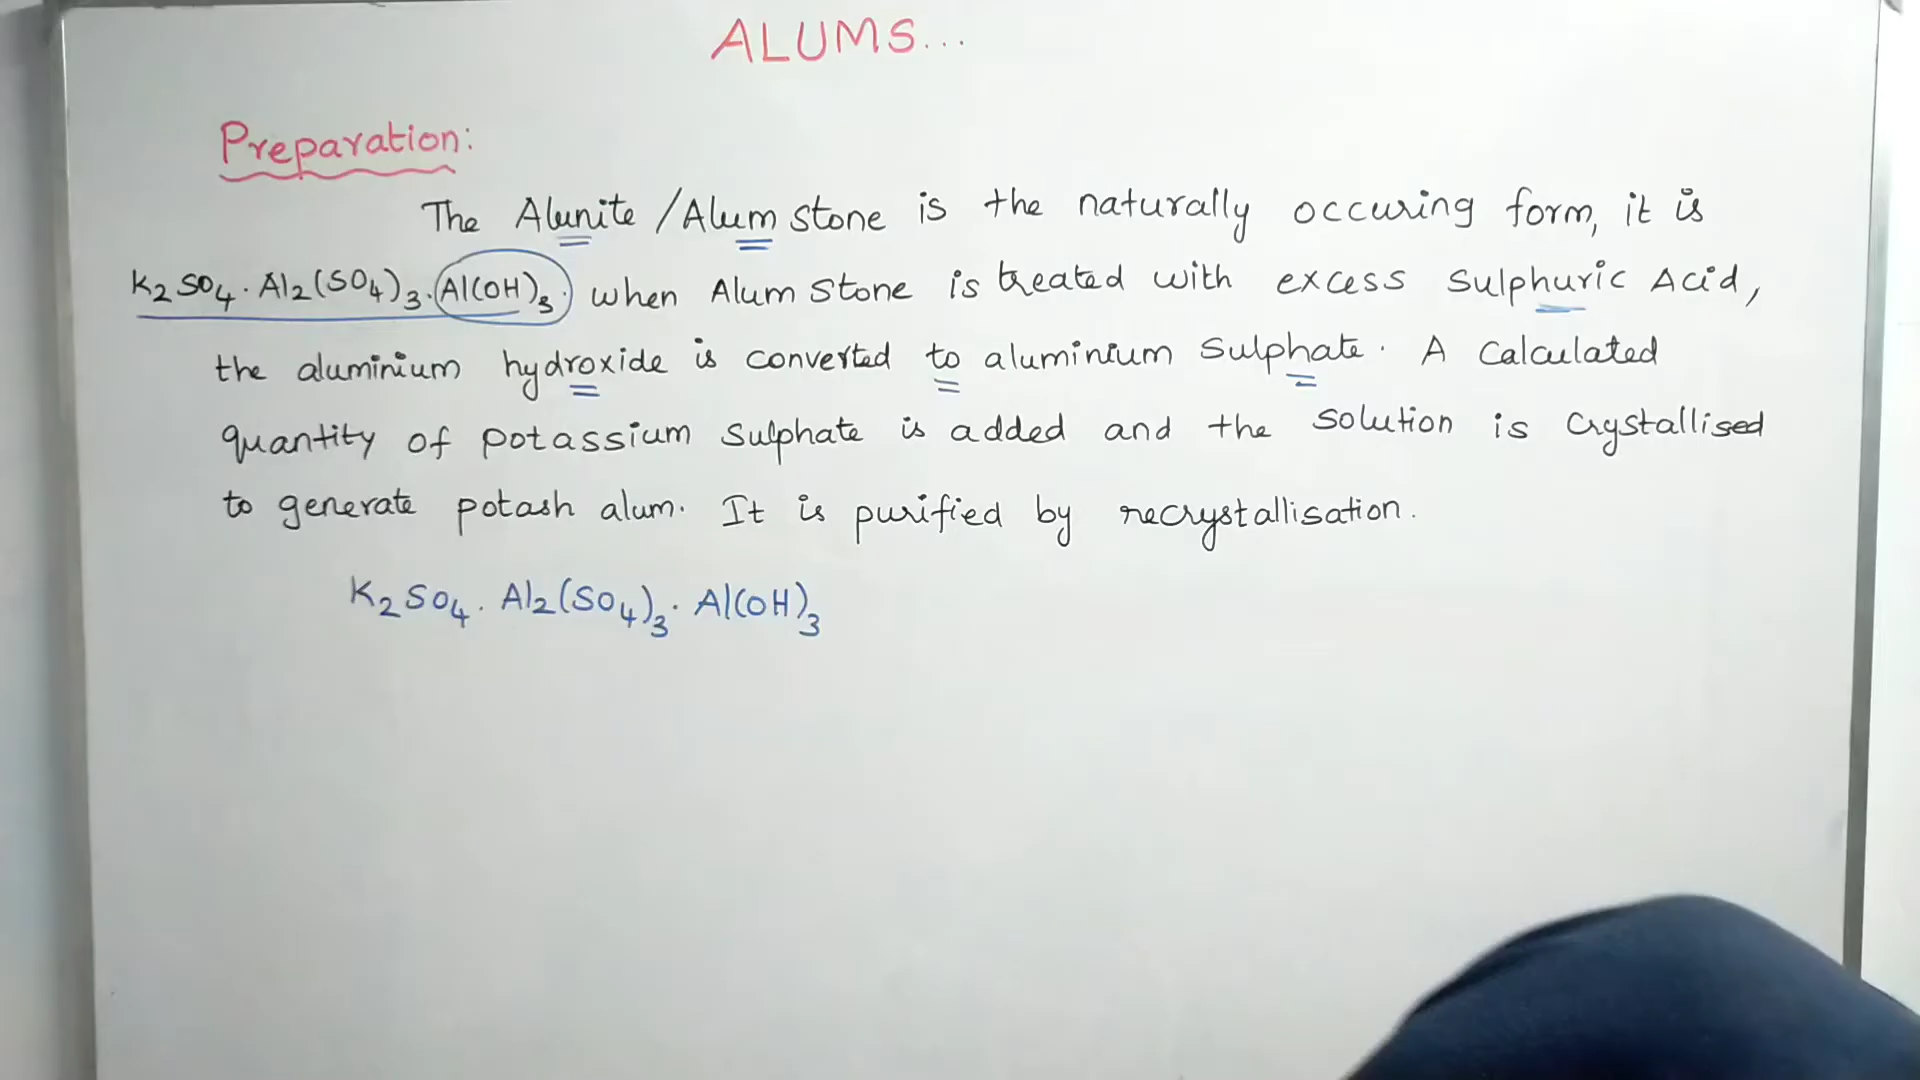 ALUMS...
Preparation:
The Alunite / Alum stone is the naturally occuring form, it is
K₂SO₄. Al₂(SO₄)₃. Al(OH)₃. when Alum stone is treated with excess sulphuric Acid,
the aluminium hydroxide is converted to aluminium sulphate. A calculated
quantity of potassium sulphate is added and the solution is crystallised
to generate potash alum. It is purified by recrystallisation.
K₂SO₄. Al₂(SO₄)₃. Al(OH)₃